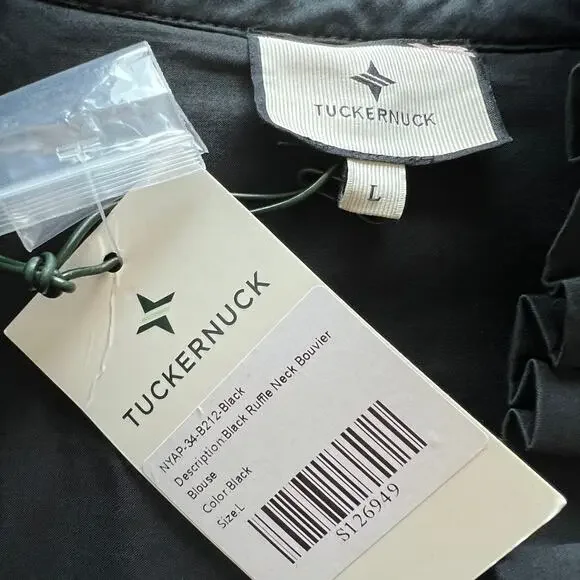 TUCKERNUCK
L
TUCKERNUCK
NYAP-34-B212-Black
Description:Black Ruffle Neck Bouvier
Blouse
Color:Black
Size:L
S126949